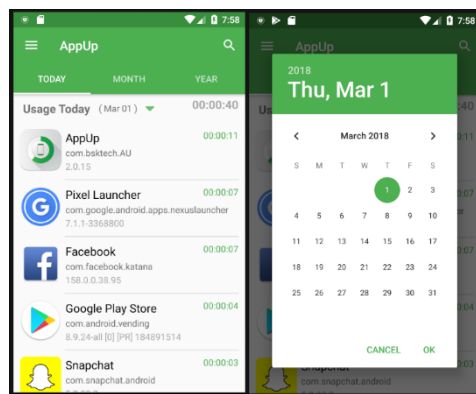 7:58
AppUp
TODAY MONTH YEAR
Usage Today (Mar 01) 00:00:40
AppUp 00:00:11
com.bsktech.AU
2.0.15
Pixel Launcher 00:00:07
com.google.android.apps.nexuslauncher
7.1.1-3368800
Facebook 00:00:07
com.facebook.katana
158.0.0.38.95
Google Play Store 00:00:04
com.android.vending
8.9.24-all [0] [PR] 184891514
Snapchat 00:00:03
com.snapchat.android
7:58
AppUp
2018
Thu, Mar 1
March 2018
S M T W T F S
1 2 3
4 5 6 7 8 9 10
11 12 13 14 15 16 17
18 19 20 21 22 23 24
25 26 27 28 29 30 31
CANCEL OK
Snapchat
com.snapchat.android